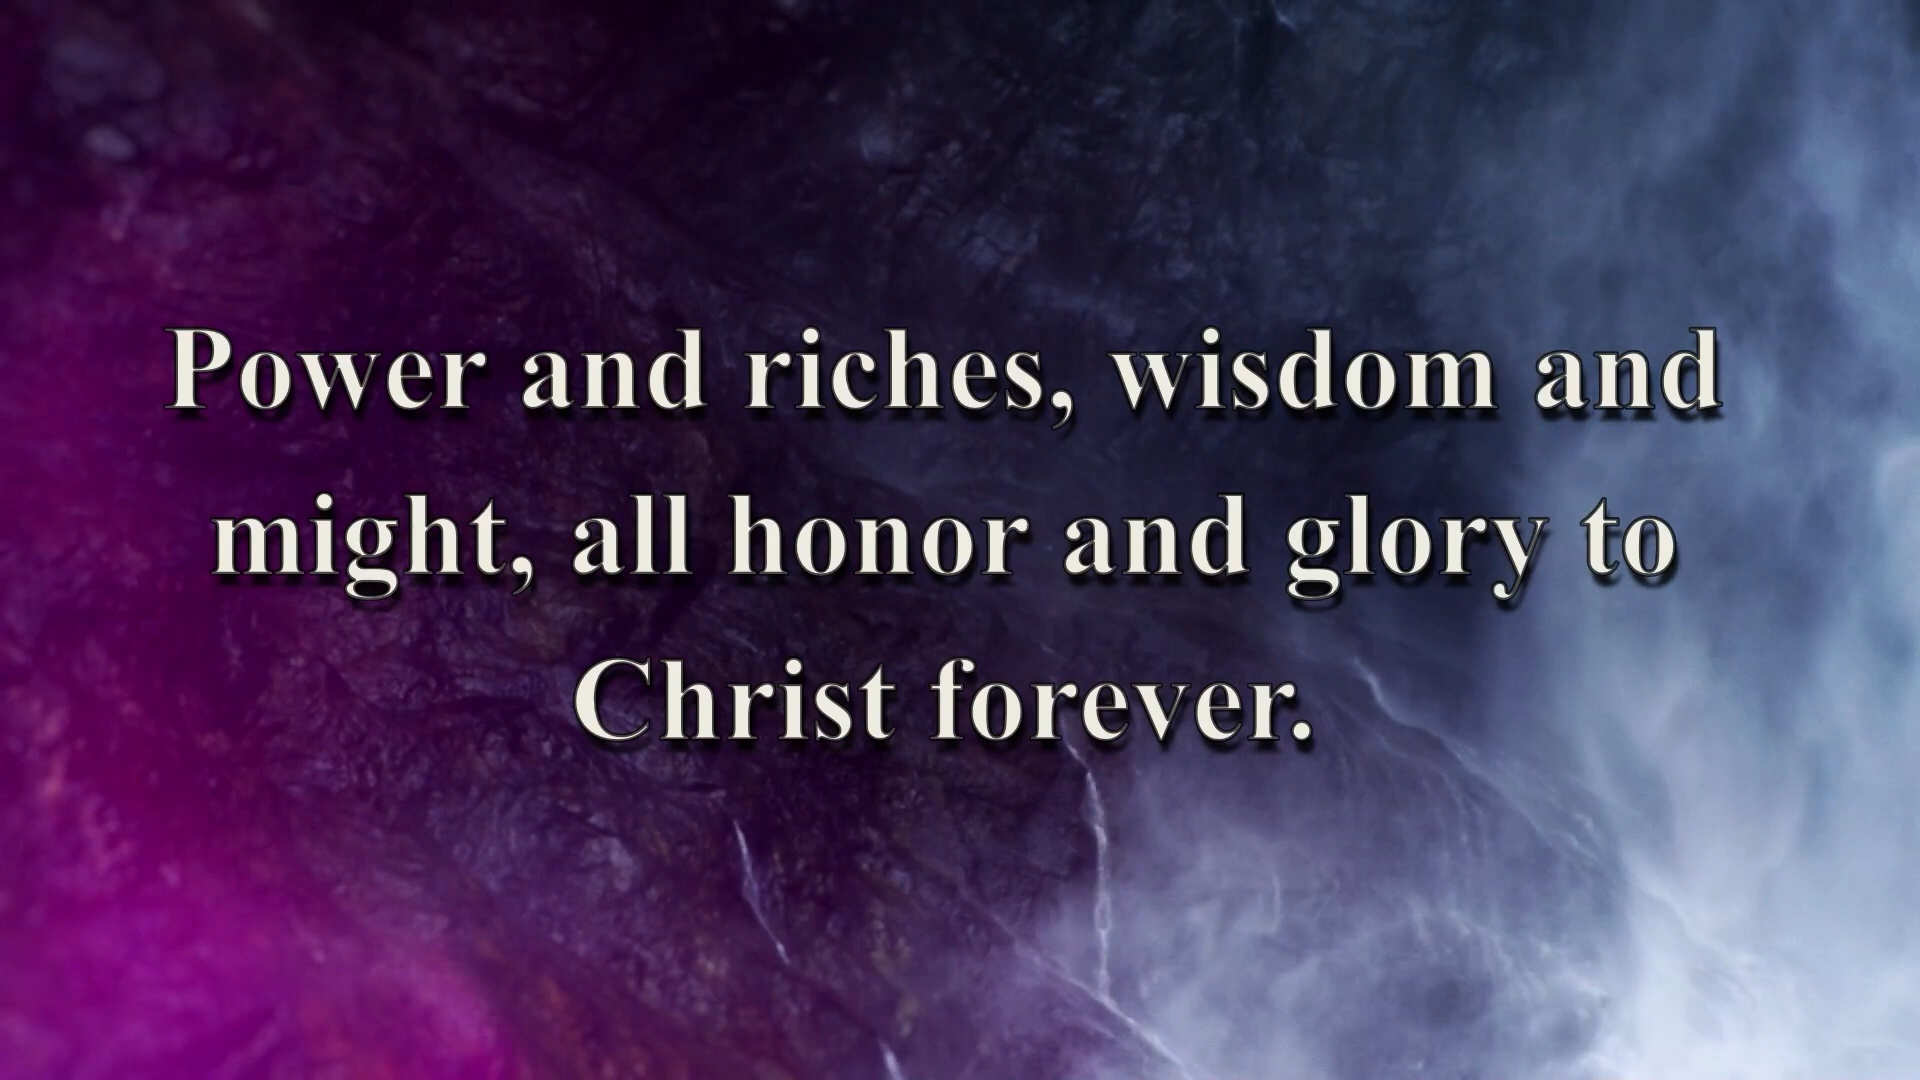 Power and riches, wisdom and
might, all honor and glory to
Christ forever.